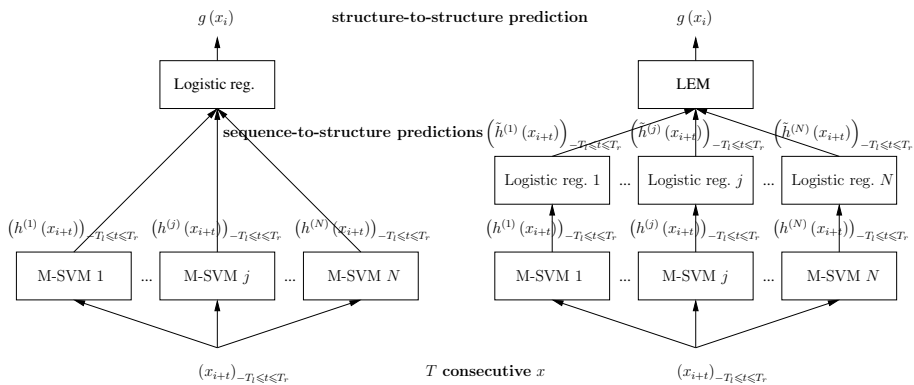 g (x_i) structure-to-structure prediction g (x_i)
Logistic reg. LEM
sequence-to-structure predictions (h̃^(1) (x_{i+t}))_{−T_l⩽t⩽T_r} (h̃^(j) (x_{i+t}))_{−T_l⩽t⩽T_r} (h̃^(N) (x_{i+t}))_{−T_l⩽t⩽T_r}
Logistic reg. 1 ... Logistic reg. j ... Logistic reg. N
(h^(1) (x_{i+t}))_{−T_l⩽t⩽T_r} (h^(j) (x_{i+t}))_{−T_l⩽t⩽T_r} (h^(N) (x_{i+t}))_{−T_l⩽t⩽T_r} (h^(1) (x_{i+t}))_{−T_l⩽t⩽T_r} (h^(j) (x_{i+t}))_{−T_l⩽t⩽T_r} (h^(N) (x_{i+t}))_{−T_l⩽t⩽T_r}
M-SVM 1 ... M-SVM j ... M-SVM N M-SVM 1 ... M-SVM j ... M-SVM N
(x_{i+t})_{−T_l⩽t⩽T_r} T consecutive x (x_{i+t})_{−T_l⩽t⩽T_r}